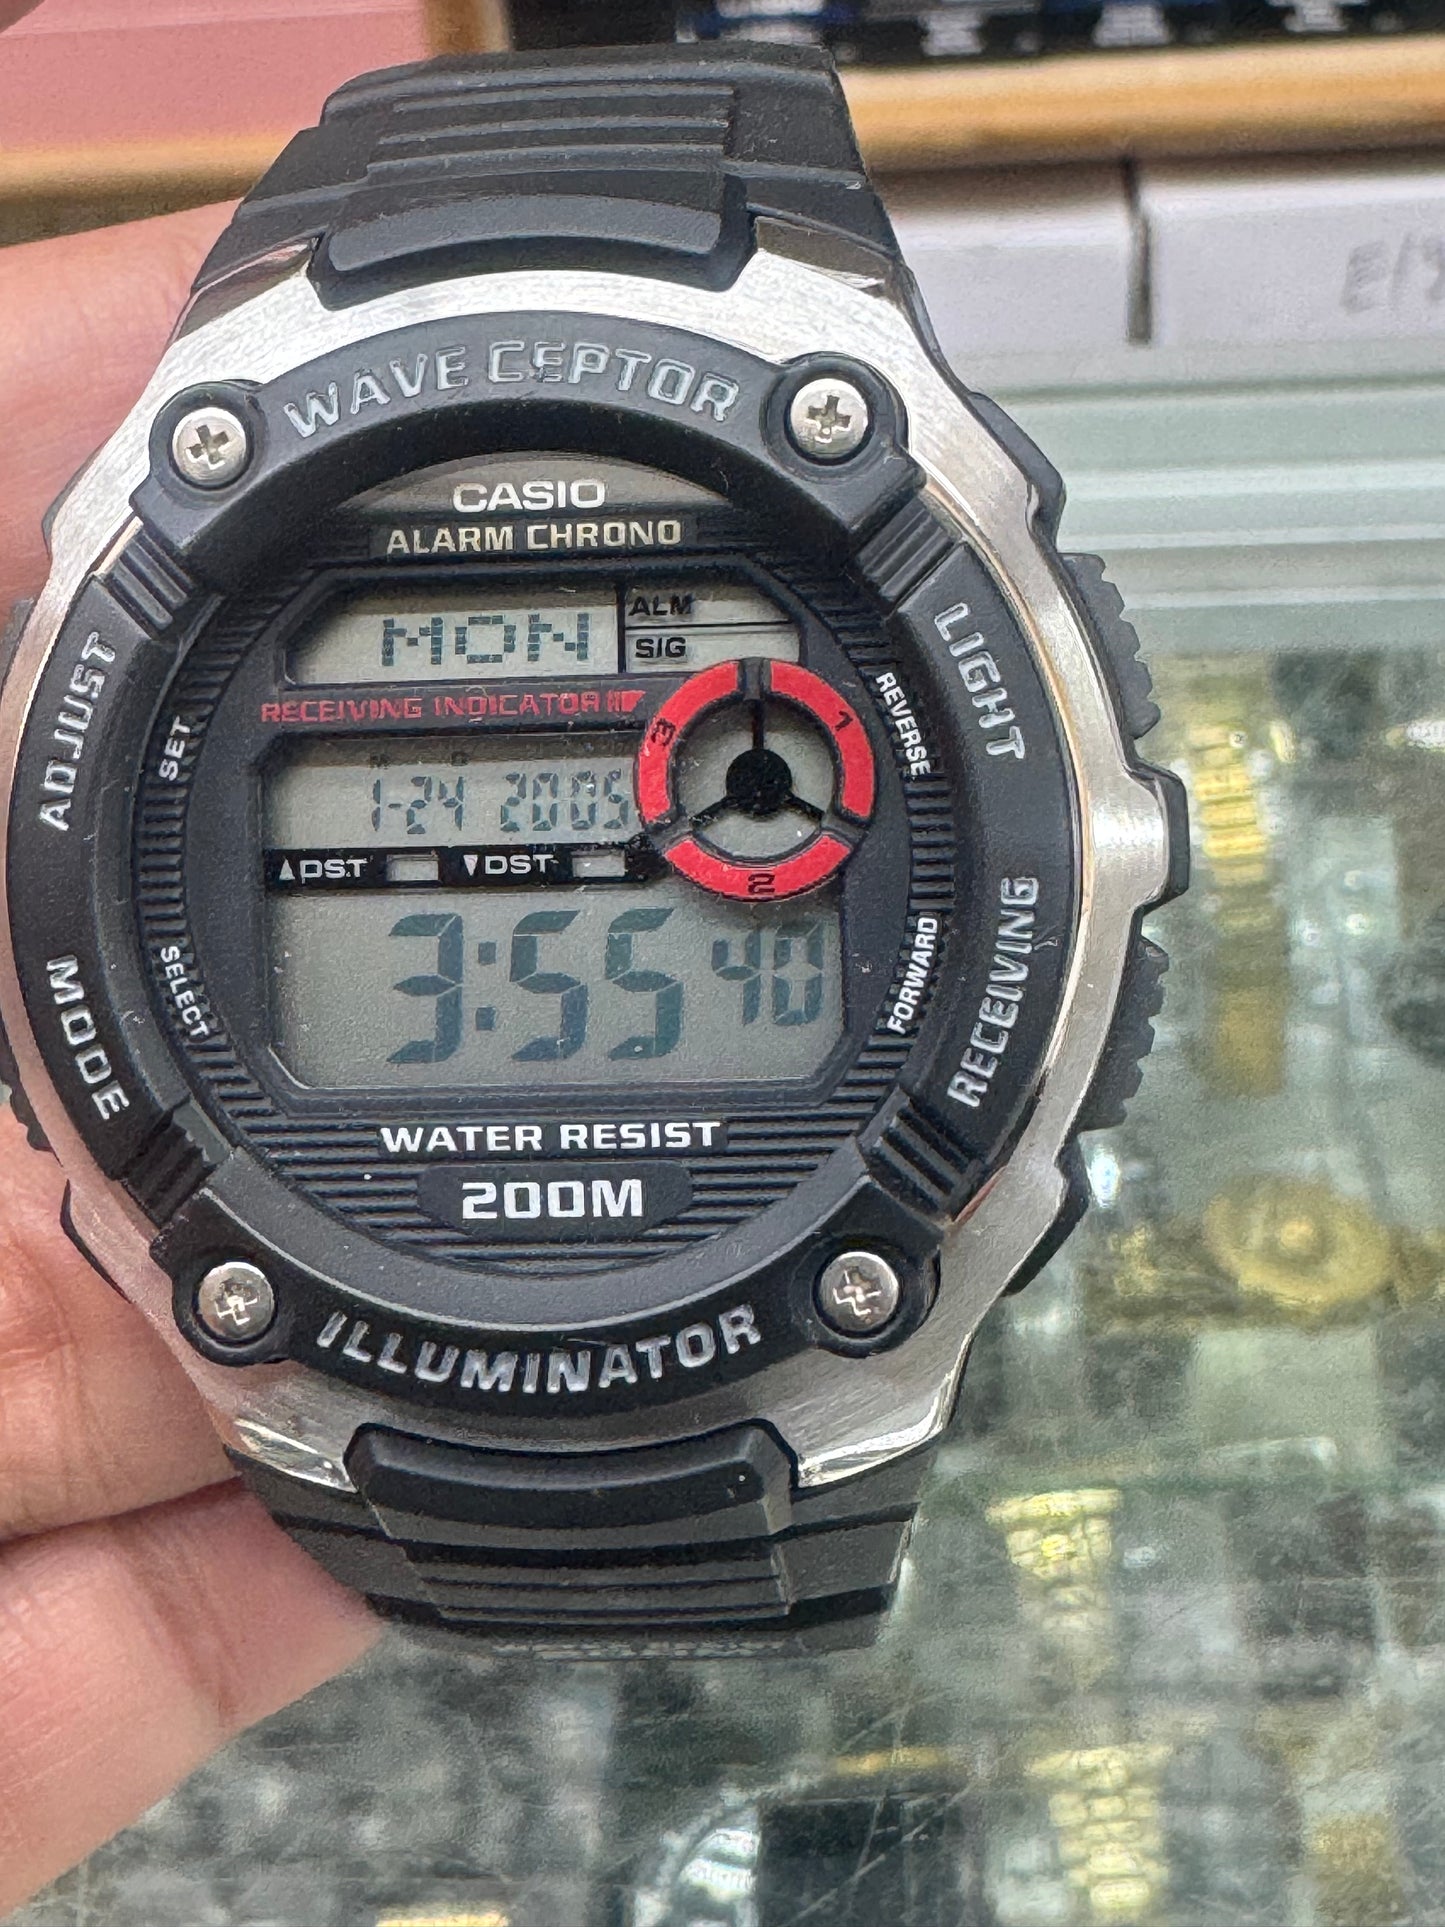 WAVE CEPTOR
CASIO
ALARM CHRONO
MON
ALM
SIG
RECEIVING INDICATOR
M D
1-24 2005
1
2
3
DST
DST
3:55 40
WATER RESIST
200M
ILLUMINATOR
ADJUST
SET
MODE
SELECT
LIGHT
REVERSE
RECEIVING
FORWARD